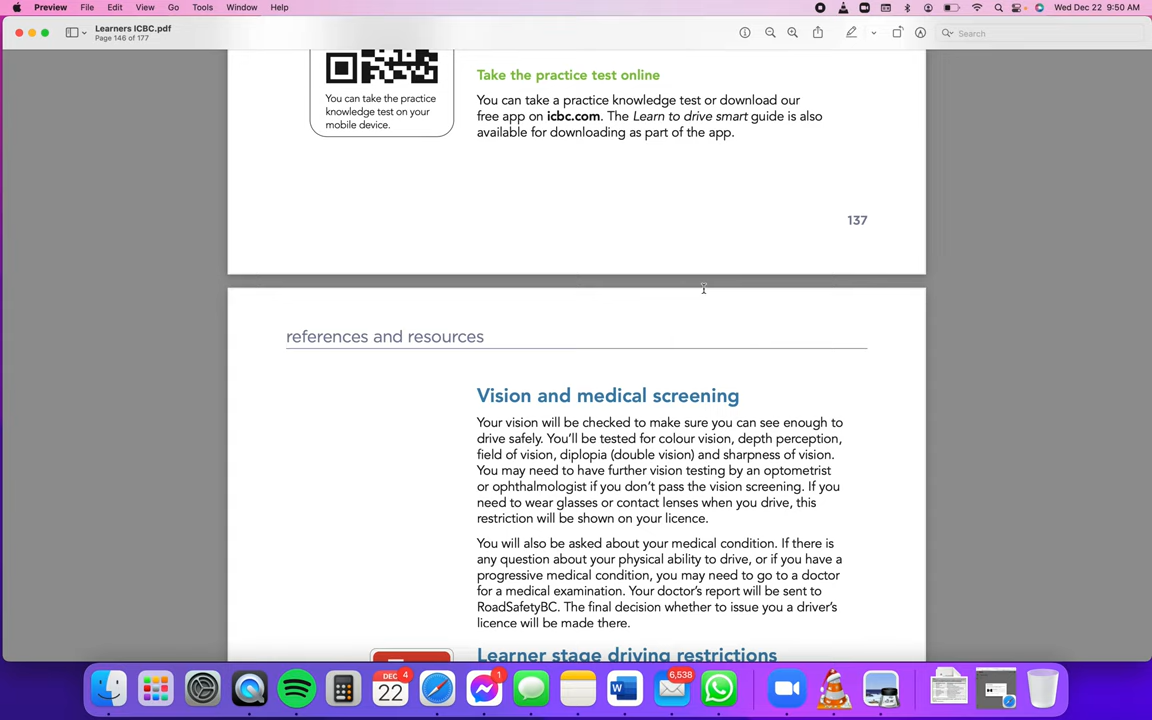 Preview File Edit View Go Tools Window Help
Wed Dec 22 9:50 AM
Learners ICBC.pdf
Page 146 of 177
Search
You can take the practice
knowledge test on your
mobile device.
Take the practice test online
You can take a practice knowledge test or download our
free app on icbc.com. The Learn to drive smart guide is also
available for downloading as part of the app.
137
references and resources
Vision and medical screening
Your vision will be checked to make sure you can see enough to
drive safely. You'll be tested for colour vision, depth perception,
field of vision, diplopia (double vision) and sharpness of vision.
You may need to have further vision testing by an optometrist
or ophthalmologist if you don't pass the vision screening. If you
need to wear glasses or contact lenses when you drive, this
restriction will be shown on your licence.
You will also be asked about your medical condition. If there is
any question about your physical ability to drive, or if you have a
progressive medical condition, you may need to go to a doctor
for a medical examination. Your doctor's report will be sent to
RoadSafetyBC. The final decision whether to issue you a driver's
licence will be made there.
Learner stage driving restrictions
DEC
22
4
1
6,538